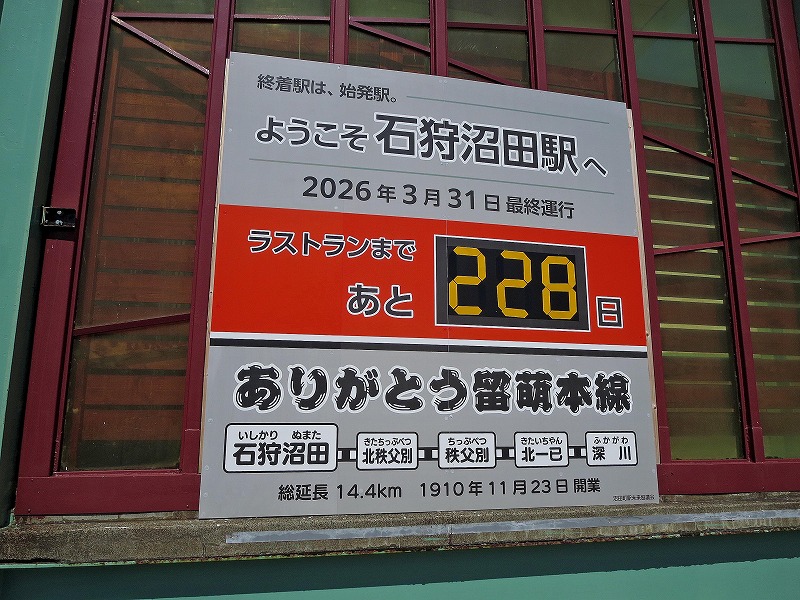 終着駅は、始発駅。
ようこそ 石狩沼田駅へ
2026年3月31日 最終運行
ラストランまで
あと 228 日
ありがとう留萌本線
いしかり ぬまた きたちっぷべつ ちっぷべつ きたいちやん ふかがわ
石狩沼田 北秩父別 秩父別 北一已 深川
総延長 14.4km 1910年11月23日開業